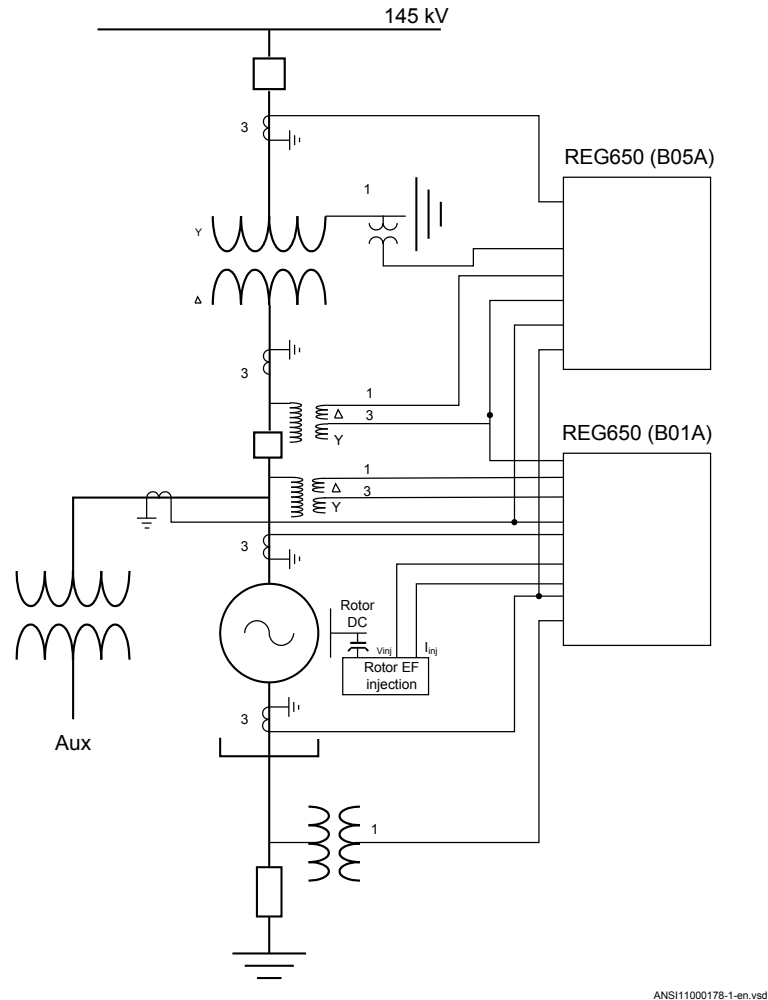 145 kV
3
REG650 (B05A)
1
Y
Δ
3
1
Δ 3
Y
REG650 (B01A)
1
Δ 3
Y
3
Rotor
DC
Vinj Iinj
Rotor EF
injection
3
Aux
1
ANSI11000178-1-en.vsd